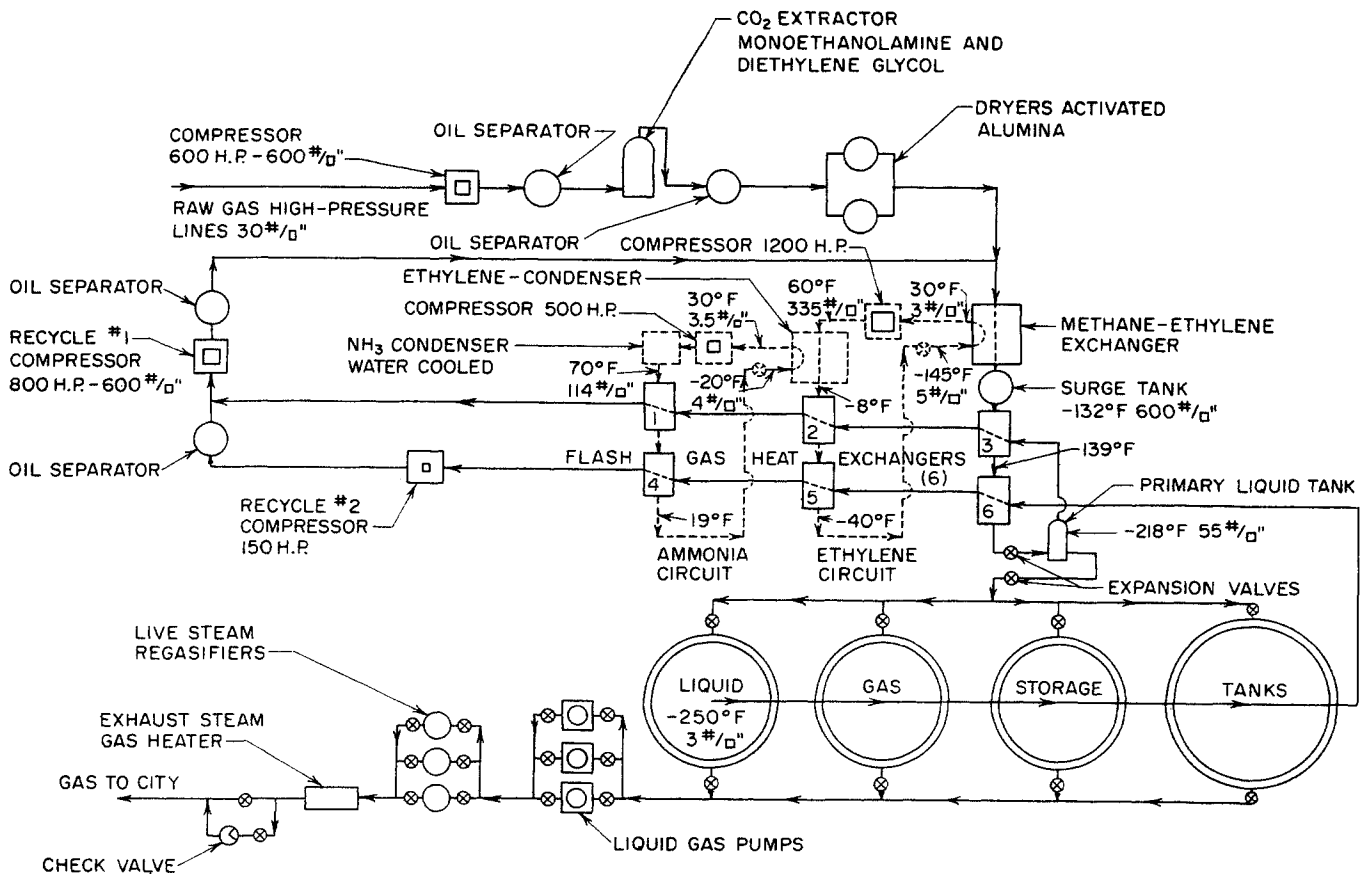 CO₂ EXTRACTOR
MONOETHANOLAMINE AND
DIETHYLENE GLYCOL
DRYERS ACTIVATED
ALUMINA
OIL SEPARATOR
COMPRESSOR
600 H.P. - 600 #/□"
RAW GAS HIGH-PRESSURE
LINES 30 #/□"
OIL SEPARATOR
COMPRESSOR 1200 H.P.
ETHYLENE-CONDENSER
COMPRESSOR 500 H.P.
NH₃ CONDENSER
WATER COOLED
OIL SEPARATOR
RECYCLE #1
COMPRESSOR
800 H.P. - 600 #/□"
OIL SEPARATOR
30°F
3.5 #/□"
60°F
335 #/□"
30°F
3 #/□"
METHANE-ETHYLENE
EXCHANGER
70°F
114 #/□"
-20°F
4 #/□"
-8°F
-145°F
5 #/□"
SURGE TANK
-132°F 600 #/□"
1
2
3
139°F
FLASH GAS HEAT EXCHANGERS
(6)
4
5
6
PRIMARY LIQUID TANK
-218°F 55 #/□"
RECYCLE #2
COMPRESSOR
150 H.P.
19°F
AMMONIA
CIRCUIT
-40°F
ETHYLENE
CIRCUIT
EXPANSION VALVES
LIVE STEAM
REGASIFIERS
EXHAUST STEAM
GAS HEATER
GAS TO CITY
CHECK VALVE
LIQUID GAS PUMPS
LIQUID GAS STORAGE TANKS
-250°F
3 #/□"